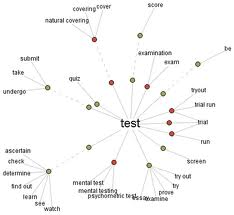 covering
cover
natural covering
score
submit
examination
be
take
exam
quiz
tryout
undergo
trial run
trial
test
run
ascertain
screen
check
determine
mental test
try out
find out
mental testing
try
learn
psychometric test
prove
see
essay
examine
watch